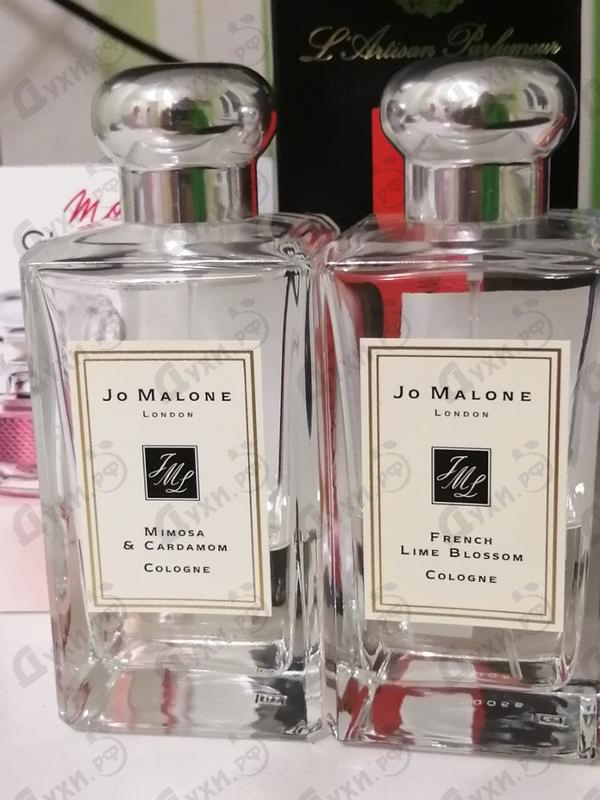 L'Artisan Parfumeur
JO MALONE
LONDON
JML
MIMOSA
& CARDAMOM
COLOGNE
JO MALONE
LONDON
JML
FRENCH
LIME BLOSSOM
COLOGNE
Духи.рф